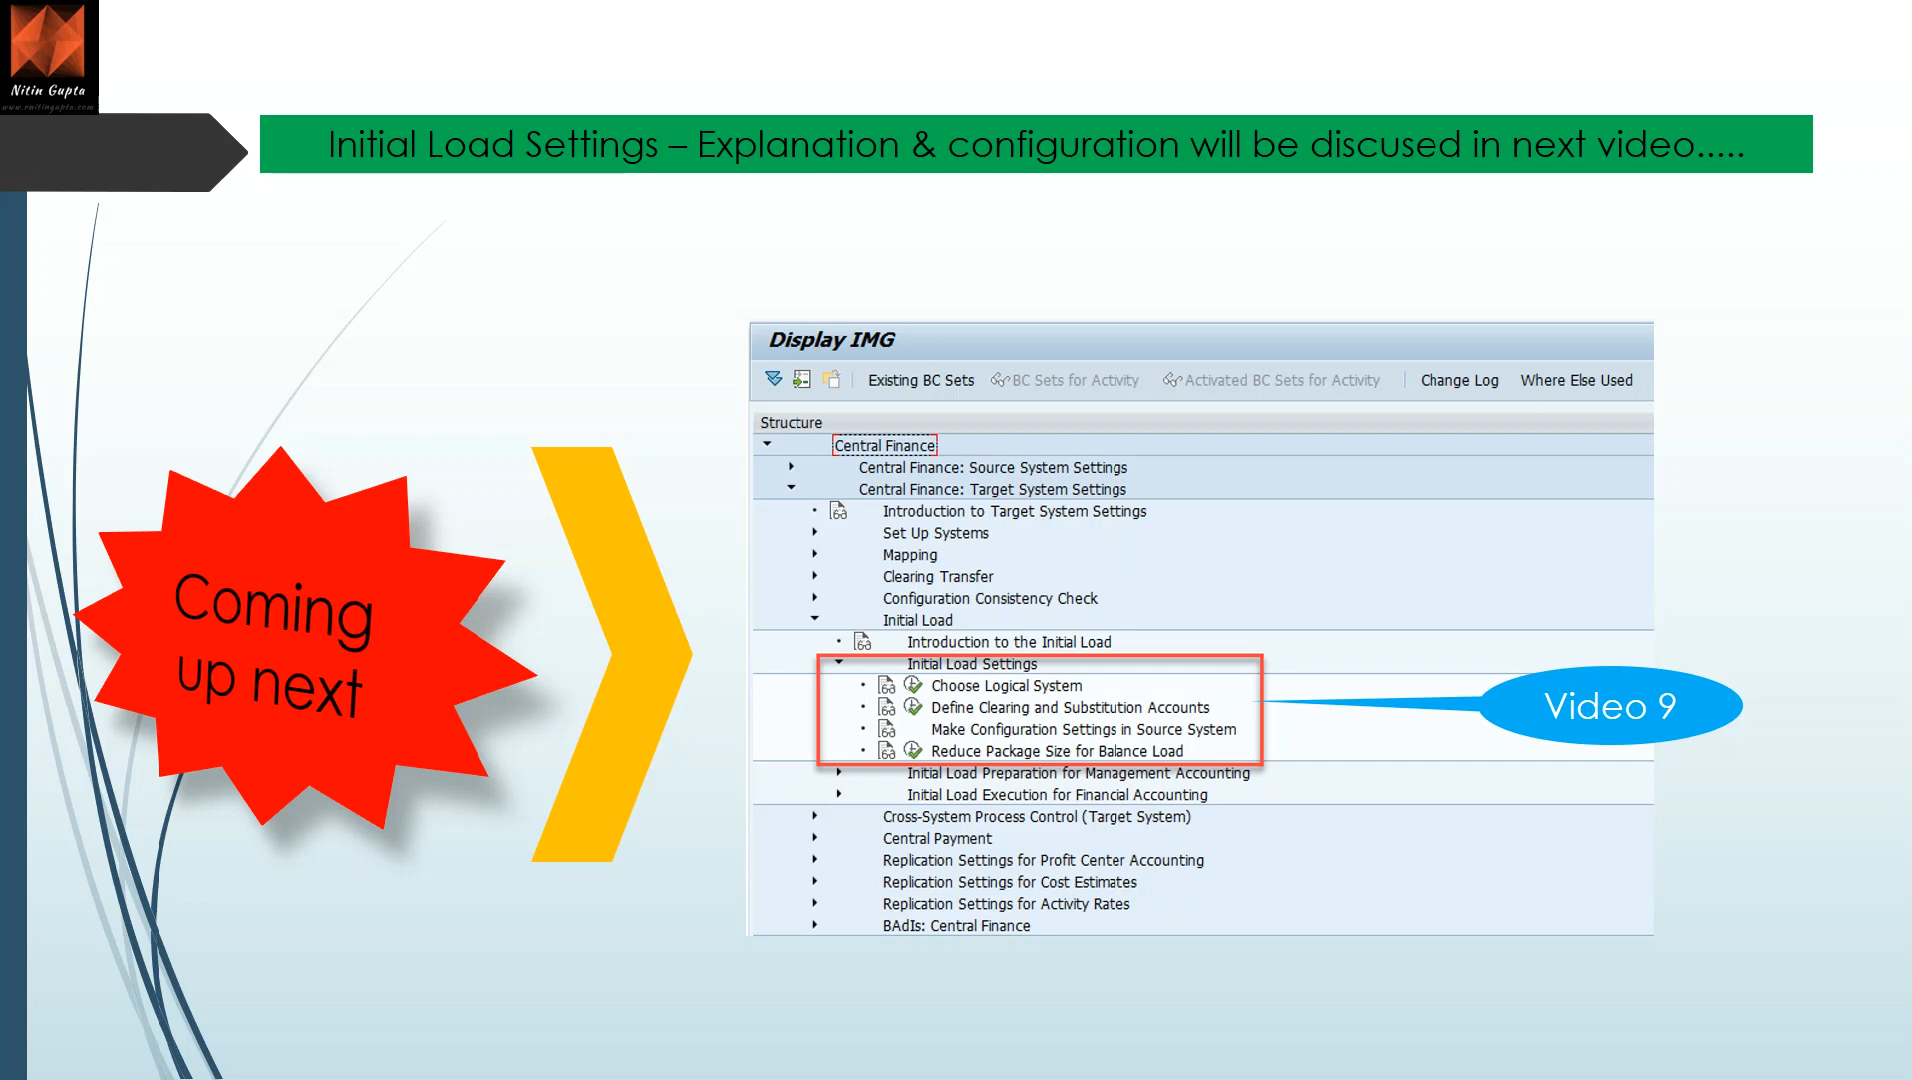 Nitin Gupta
www.enitingupta.com
Initial Load Settings – Explanation & configuration will be discused in next video.....
Coming
up next
Display IMG
Existing BC Sets BC Sets for Activity Activated BC Sets for Activity Change Log Where Else Used
Structure
Central Finance
Central Finance: Source System Settings
Central Finance: Target System Settings
Introduction to Target System Settings
Set Up Systems
Mapping
Clearing Transfer
Configuration Consistency Check
Initial Load
Introduction to the Initial Load
Initial Load Settings
Choose Logical System
Define Clearing and Substitution Accounts
Make Configuration Settings in Source System
Reduce Package Size for Balance Load
Initial Load Preparation for Management Accounting
Initial Load Execution for Financial Accounting
Cross-System Process Control (Target System)
Central Payment
Replication Settings for Profit Center Accounting
Replication Settings for Cost Estimates
Replication Settings for Activity Rates
BAdIs: Central Finance
Video 9